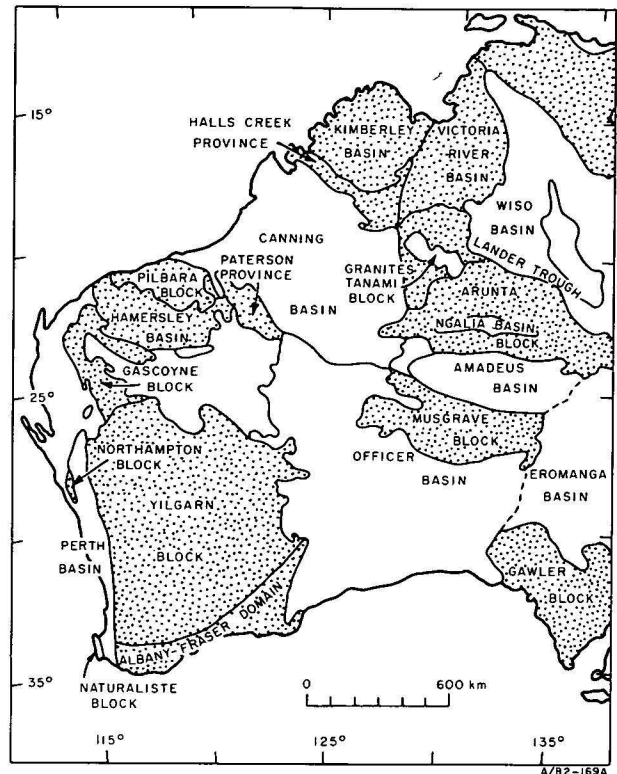 15°
HALLS CREEK
PROVINCE
KIMBERLEY
BASIN
VICTORIA
RIVER
BASIN
WISO
BASIN
LANDER TROUGH
CANNING
BASIN
PATERSON
PROVINCE
GRANITES
TANAMI
BLOCK
ARUNTA
BLOCK
NGALIA BASIN
PILBARA
BLOCK
HAMERSLEY
BASIN
GASCOYNE
BLOCK
AMADEUS
BASIN
25°
MUSGRAVE
BLOCK
NORTHAMPTON
BLOCK
OFFICER
BASIN
EROMANGA
BASIN
YILGARN
BLOCK
PERTH
BASIN
GAWLER
BLOCK
ALBANY-FRASER DOMAIN
NATURALISTE
BLOCK
35°
0 600 km
115° 125° 135°
A/B2-169A